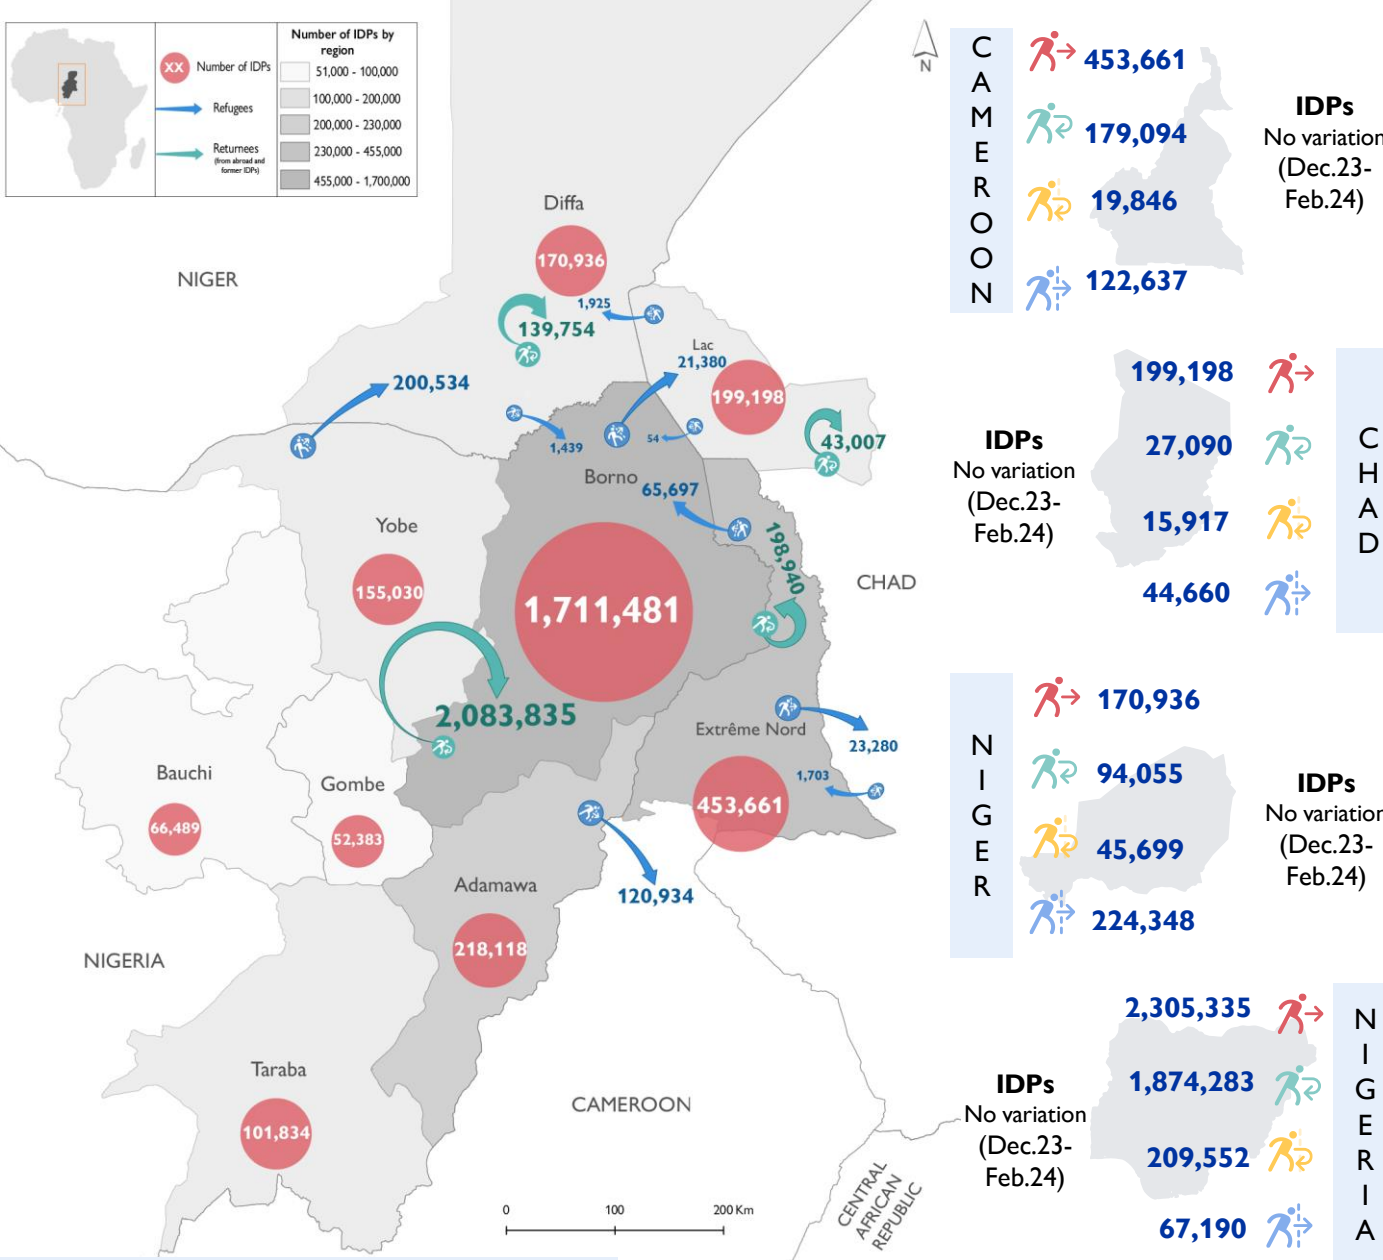 XX
Number of IDPs
Refugees
Returnees
(from abroad and
former IDPs)
Number of IDPs by
region
51,000 - 100,000
100,000 - 200,000
200,000 - 230,000
230,000 - 455,000
455,000 - 1,700,000
N
Diffa
170,936
NIGER
1,925
139,754
Lac
21,380
199,198
200,534
1,439
54
43,007
Borno
65,697
Yobe
198,940
155,030
CHAD
1,711,481
2,083,835
Extrême Nord
23,280
Bauchi
Gombe
1,703
453,661
66,489
52,383
Adamawa
120,934
218,118
NIGERIA
Taraba
CAMEROON
101,834
CENTRAL
AFRICAN
REPUBLIC
0
100
200 Km
C
A
M
E
R
O
O
N
453,661
179,094
19,846
122,637
IDPs
No variation
(Dec.23-
Feb.24)
199,198
27,090
15,917
44,660
IDPs
No variation
(Dec.23-
Feb.24)
C
H
A
D
N
I
G
E
R
170,936
94,055
45,699
224,348
IDPs
No variation
(Dec.23-
Feb.24)
2,305,335
1,874,283
209,552
67,190
IDPs
No variation
(Dec.23-
Feb.24)
N
I
G
E
R
I
A